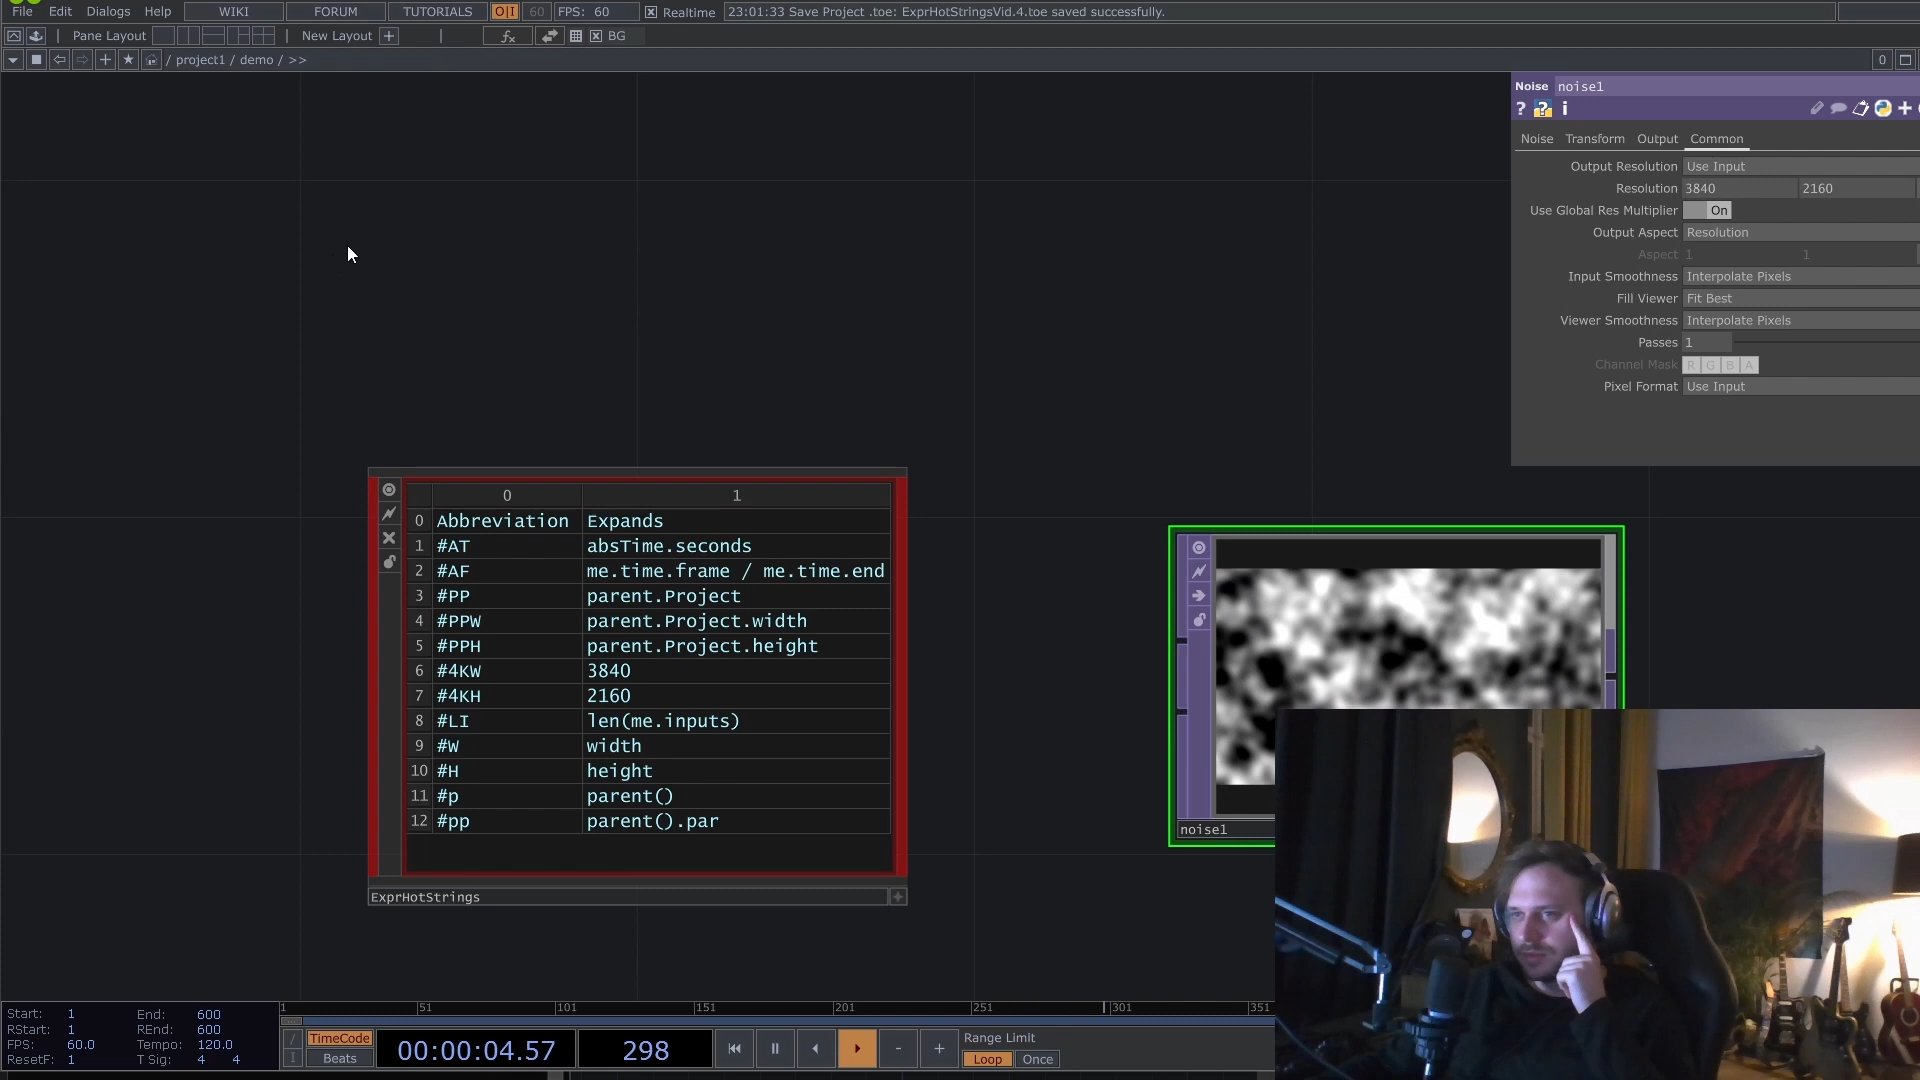 File Edit Dialogs Help WIKI FORUM TUTORIALS O|I 60 FPS: 60 Realtime 23:01:33 Save Project .toe: ExprHotStringsVid.4.toe saved successfully.
Pane Layout New Layout + fx BG
/ project1 / demo / >> 0
Noise noise1
? ? i
Noise Transform Output Common
Output Resolution Use Input
Resolution 3840 2160
Use Global Res Multiplier On
Output Aspect Resolution
Aspect 1 1
Input Smoothness Interpolate Pixels
Fill Viewer Fit Best
Viewer Smoothness Interpolate Pixels
Passes 1
Channel Mask R G B A
Pixel Format Use Input
0 1
0 Abbreviation Expands
1 #AT absTime.seconds
2 #AF me.time.frame / me.time.end
3 #PP parent.Project
4 #PPW parent.Project.width
5 #PPH parent.Project.height
6 #4KW 3840
7 #4KH 2160
8 #LI len(me.inputs)
9 #W width
10 #H height
11 #p parent()
12 #pp parent().par
ExprHotStrings
noise1
1 51 101 151 201 251 301 351
Start: 1 End: 600
RStart: 1 REnd: 600
FPS: 60.0 Tempo: 120.0
ResetF: 1 T Sig: 4 4
/ TimeCode
I Beats
00:00:04.57 298
- +
Range Limit
Loop Once